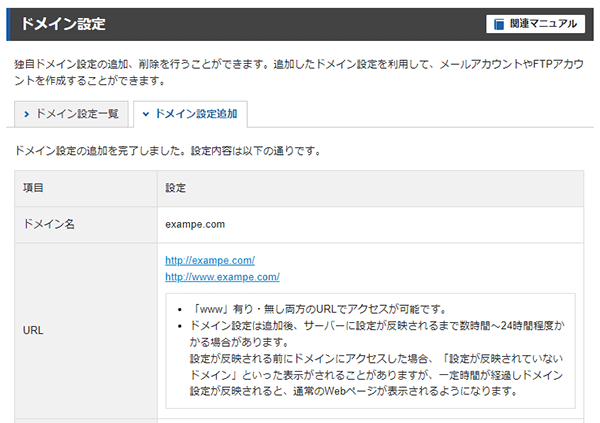 ドメイン設定
関連マニュアル
独自ドメイン設定の追加、削除を行うことができます。追加したドメイン設定を利用して、メールアカウントやFTPアカウ
ントを作成することができます。
ドメイン設定一覧
ドメイン設定追加
ドメイン設定の追加を完了しました。設定内容は以下の通りです。
項目 設定
ドメイン名 exampe.com
URL
http://exampe.com/
http://www.exampe.com/
• 「www」有り・無し両方のURLでアクセスが可能です。
• ドメイン設定は追加後、サーバーに設定が反映されるまで数時間～24時間程度か
かる場合があります。
設定が反映される前にドメインにアクセスした場合、「設定が反映されていない
ドメイン」といった表示がされることがありますが、一定時間が経過しドメイン
設定が反映されると、通常のWebページが表示されるようになります。